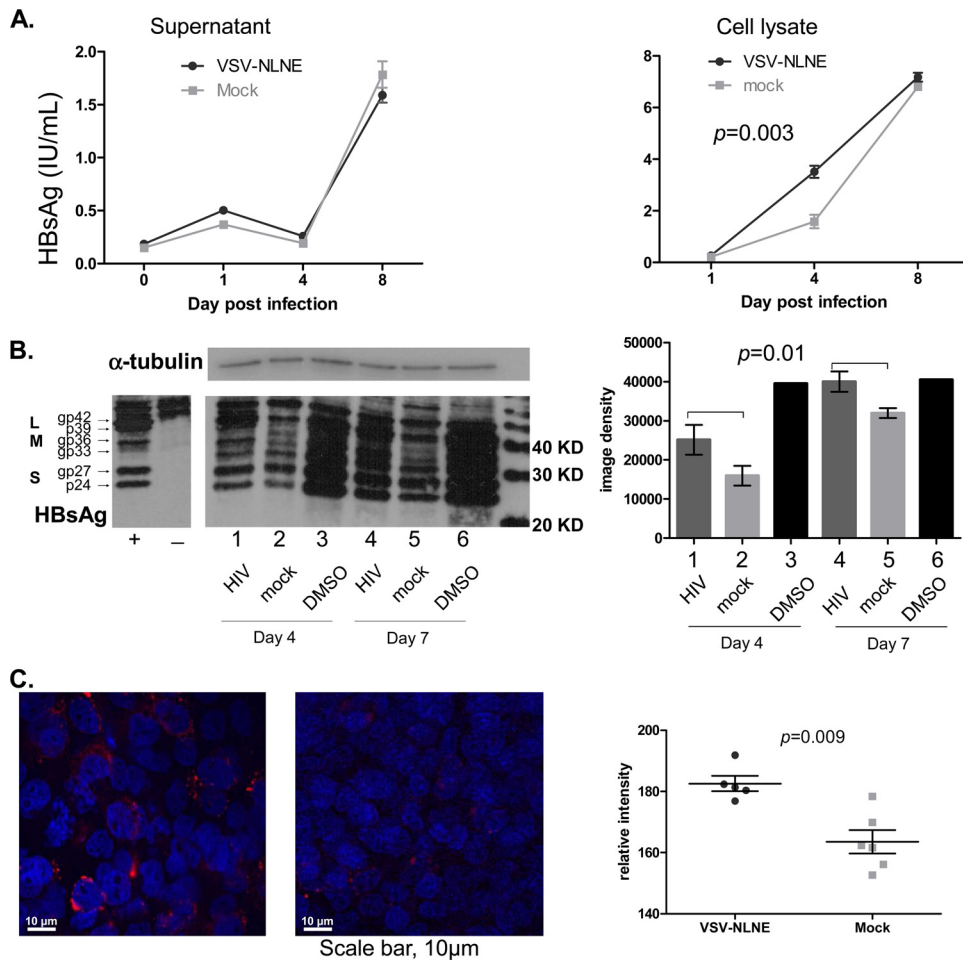 A.
Supernatant
HBsAg (IU/mL)
2.0
1.5
1.0
0.5
0.0
VSV-NLNE
Mock
0 1 4 8
Day post infection
Cell lysate
8
6
4
2
0
VSV-NLNE
mock
p=0.003
1 4 8
Day post infection
B.
α-tubulin
L
M
S
gp42
p39
gp36
gp33
gp27
p24
HBsAg
+ –
40 KD
30 KD
20 KD
1 2 3 4 5 6
HIV mock DMSO HIV mock DMSO
Day 4 Day 7
image density
50000
40000
30000
20000
10000
0
p=0.01
1 2 3 4 5 6
HIV mock DMSO HIV mock DMSO
Day 4 Day 7
C.
10 µm
10 µm
Scale bar, 10µm
relative intensity
200
180
160
140
p=0.009
VSV-NLNE Mock